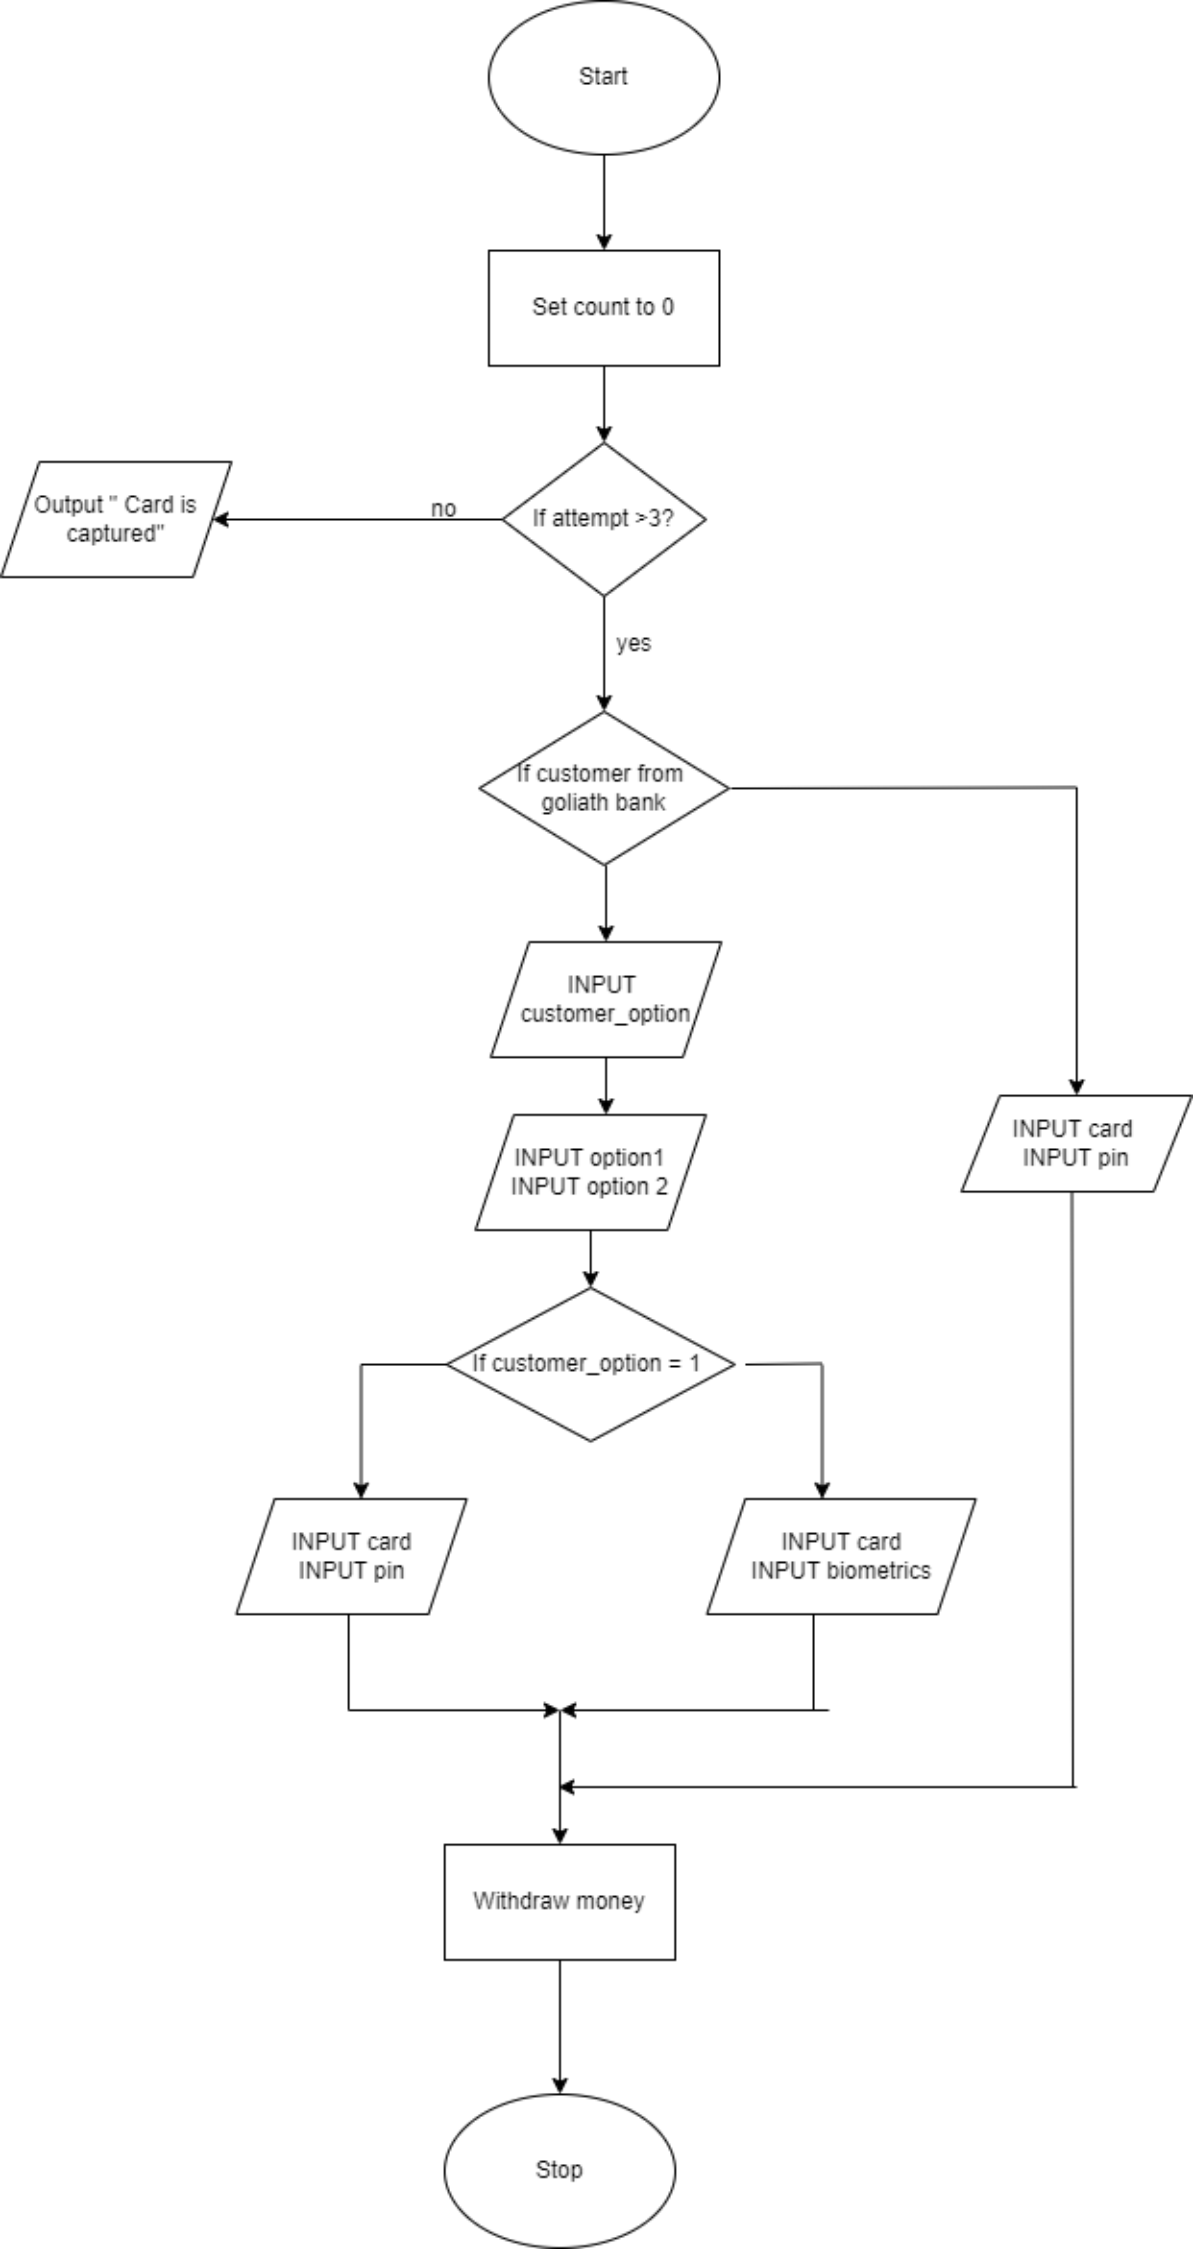 Start
Set count to 0
If attempt >3?
no
Output " Card is
captured"
yes
If customer from
goliath bank
INPUT
customer_option
INPUT option1
INPUT option 2
INPUT card
INPUT pin
If customer_option = 1
INPUT card
INPUT pin
INPUT card
INPUT biometrics
Withdraw money
Stop